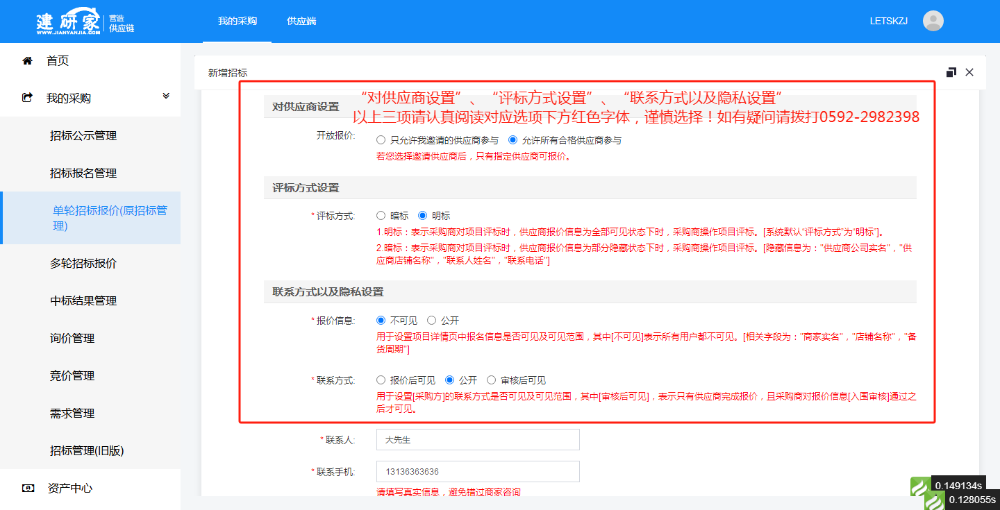 建研家
WWW.JIANYANJIA.COM
营造
供应链
我的采购
供应端
LETSKZJ
首页
我的采购
招标公示管理
招标报名管理
单轮招标报价(原招标管
理)
多轮招标报价
中标结果管理
询价管理
竞价管理
需求管理
招标管理(旧版)
资产中心
新增招标
“对供应商设置”、“评标方式设置”、“联系方式以及隐私设置”
以上三项请认真阅读对应选项下方红色字体，谨慎选择！如有疑问请拨打0592-2982398
对供应商设置
开放报价: 只允许我邀请的供应商参与 允许所有合格供应商参与
若您选择邀请供应商后，只有指定供应商可报价。
评标方式设置
*评标方式: 暗标 明标
1.明标：表示采购商对项目评标时，供应商报价信息为全部可见状态下时，采购商操作项目评标。[系统默认“评标方式”为“明标”]。
2.暗标：表示采购商对项目评标时，供应商报价信息为部分隐藏状态下时，采购商操作项目评标。[隐藏信息为："供应商公司实名"，"供
应商店铺名称"，"联系人姓名"，"联系电话"]
联系方式以及隐私设置
*报价信息: 不可见 公开
用于设置项目详情页中报名信息是否可见及可见范围，其中[不可见]表示所有用户都不可见。[相关字段为："商家实名"，"店铺名称"，"备
货周期"]
*联系方式: 报价后可见 公开 审核后可见
用于设置[采购方]的联系方式是否可见及可见范围，其中[审核后可见]，表示只有供应商完成报价，且采购商对报价信息[入围审核]通过之
后才可见。
*联系人: 大先生
*联系手机: 13136363636
请填写真实信息，避免错过商家咨询
0.149134s
0.128055s